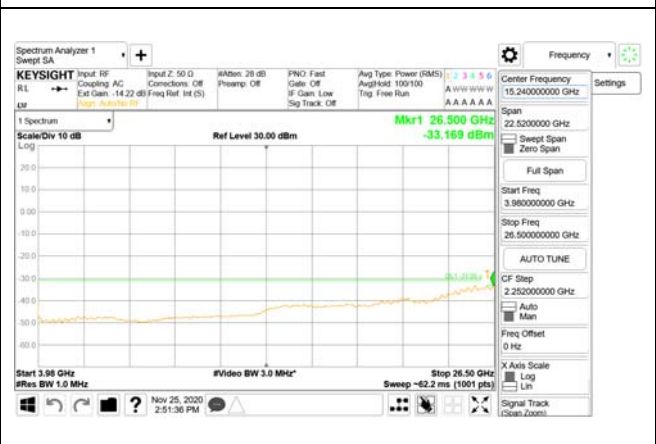 Spectrum Analyzer 1
Swept SA
Frequency
KEYSIGHT
Input: RF
Coupling: AC
Ext Gain: -14.22 dB
Align: Auto/No RF
Input Z: 50 Ω
Corrections: Off
Freq Ref: Int (S)
#Atten: 28 dB
Preamp: Off
PNO: Fast
Gate: Off
IF Gain: Low
Sig Track: Off
Avg Type: Power (RMS)
Avg|Hold: 100/100
Trig: Free Run
1 2 3 4 5 6
A W W W W W
A A A A A A
1 Spectrum
Scale/Div 10 dB
Log
Ref Level 30.00 dBm
Mkr1 26.500 GHz
-33.169 dBm
20.0
10.0
0.00
-10.0
-20.0
-30.0
-40.0
-50.0
-60.0
1
Start 3.98 GHz
#Res BW 1.0 MHz
#Video BW 3.0 MHz*
Stop 26.50 GHz
Sweep ~62.2 ms (1001 pts)
Nov 25, 2020
2:51:36 PM
Center Frequency
15.240000000 GHz
Settings
Span
22.5200000 GHz
Swept Span
Zero Span
Full Span
Start Freq
3.980000000 GHz
Stop Freq
26.500000000 GHz
AUTO TUNE
CF Step
2.252000000 GHz
Auto
Man
Freq Offset
0 Hz
X Axis Scale
Log
Lin
Signal Track
(Span Zoom)